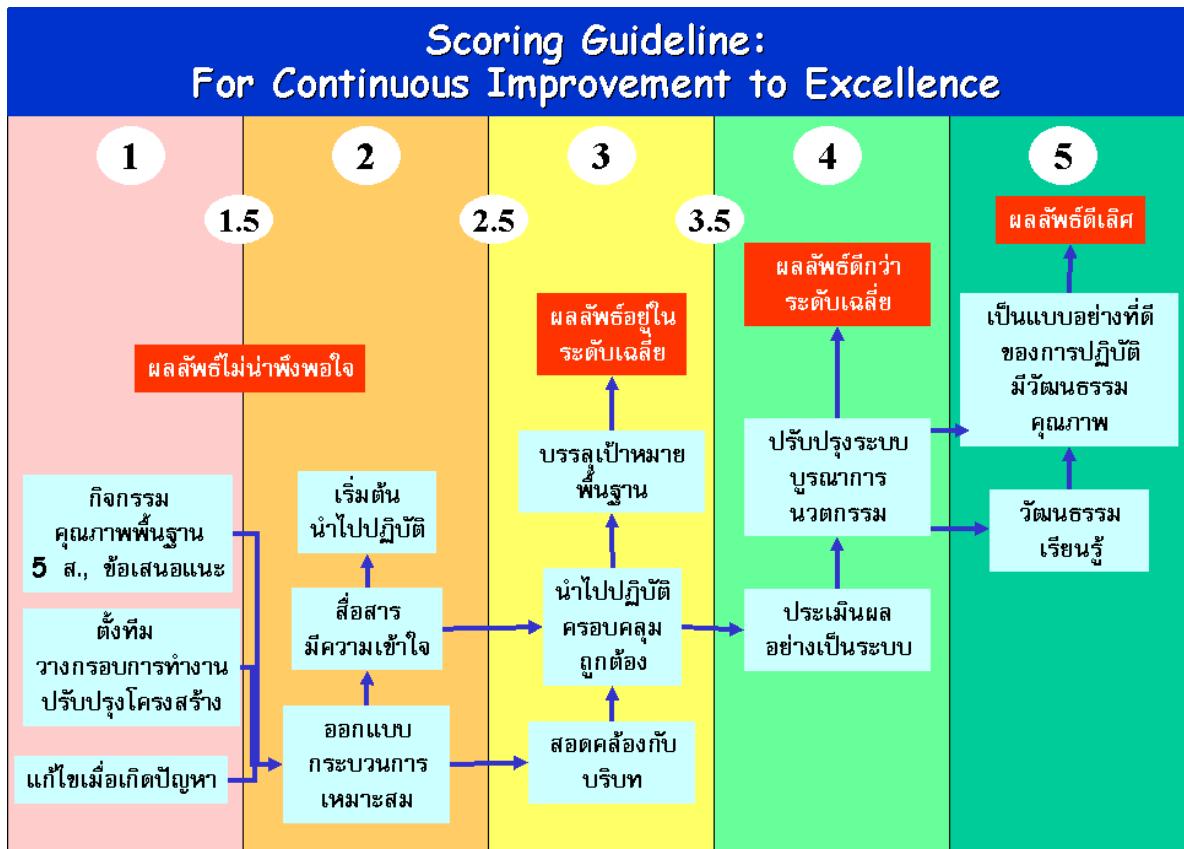 Scoring Guideline:
For Continuous Improvement to Excellence
1
2
3
4
5
1.5
2.5
3.5
ผลลัพธ์ไม่น่าพึงพอใจ
กิจกรรม
คุณภาพพื้นฐาน
5 ส., ข้อเสนอแนะ
ตั้งทีม
วางกรอบการทำงาน
ปรับปรุงโครงสร้าง
แก้ไขเมื่อเกิดปัญหา
เริ่มต้น
นำไปปฏิบัติ
สื่อสาร
มีความเข้าใจ
ออกแบบ
กระบวนการ
เหมาะสม
ผลลัพธ์อยู่ใน
ระดับเฉลี่ย
บรรลุเป้าหมาย
พื้นฐาน
นำไปปฏิบัติ
ครอบคลุม
ถูกต้อง
สอดคล้องกับ
บริบท
ผลลัพธ์ดีกว่า
ระดับเฉลี่ย
ปรับปรุงระบบ
บูรณาการ
นวตกรรม
ประเมินผล
อย่างเป็นระบบ
ผลลัพธ์ดีเลิศ
เป็นแบบอย่างที่ดี
ของการปฏิบัติ
มีวัฒนธรรม
คุณภาพ
วัฒนธรรม
เรียนรู้